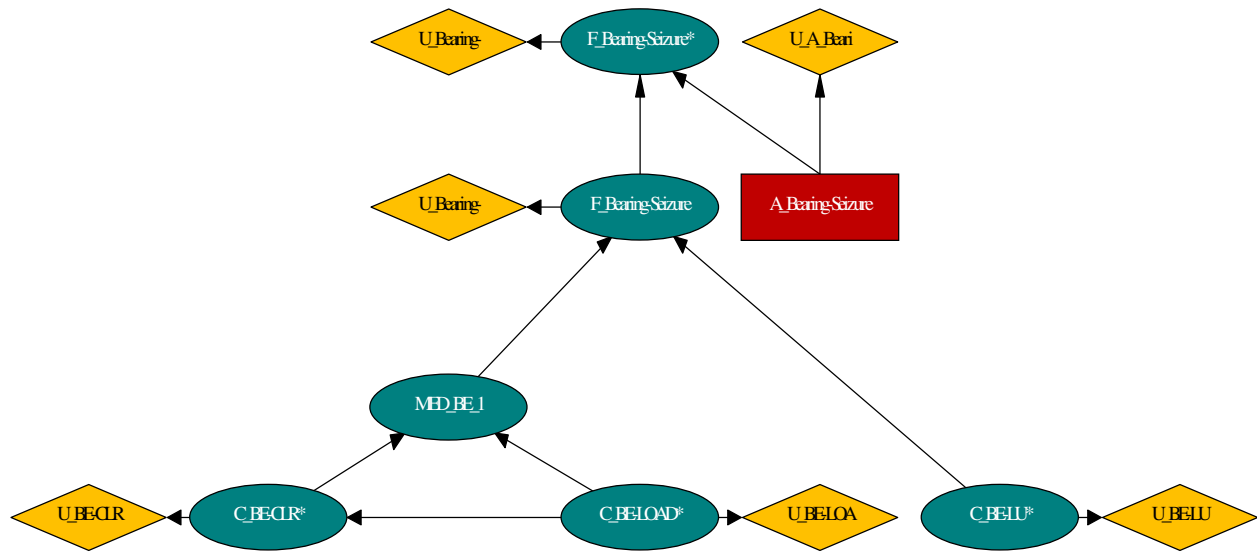 U_Bearing-
F_Bearing-Seizure*
U_A_Beari
U_Bearing-
F_Bearing-Seizure
A_Bearing-Seizure
MED_BE_1
U_BE-CLR
C_BE-CLR*
C_BE-LOAD*
U_BE-LOA
C_BE-LU*
U_BE-LU